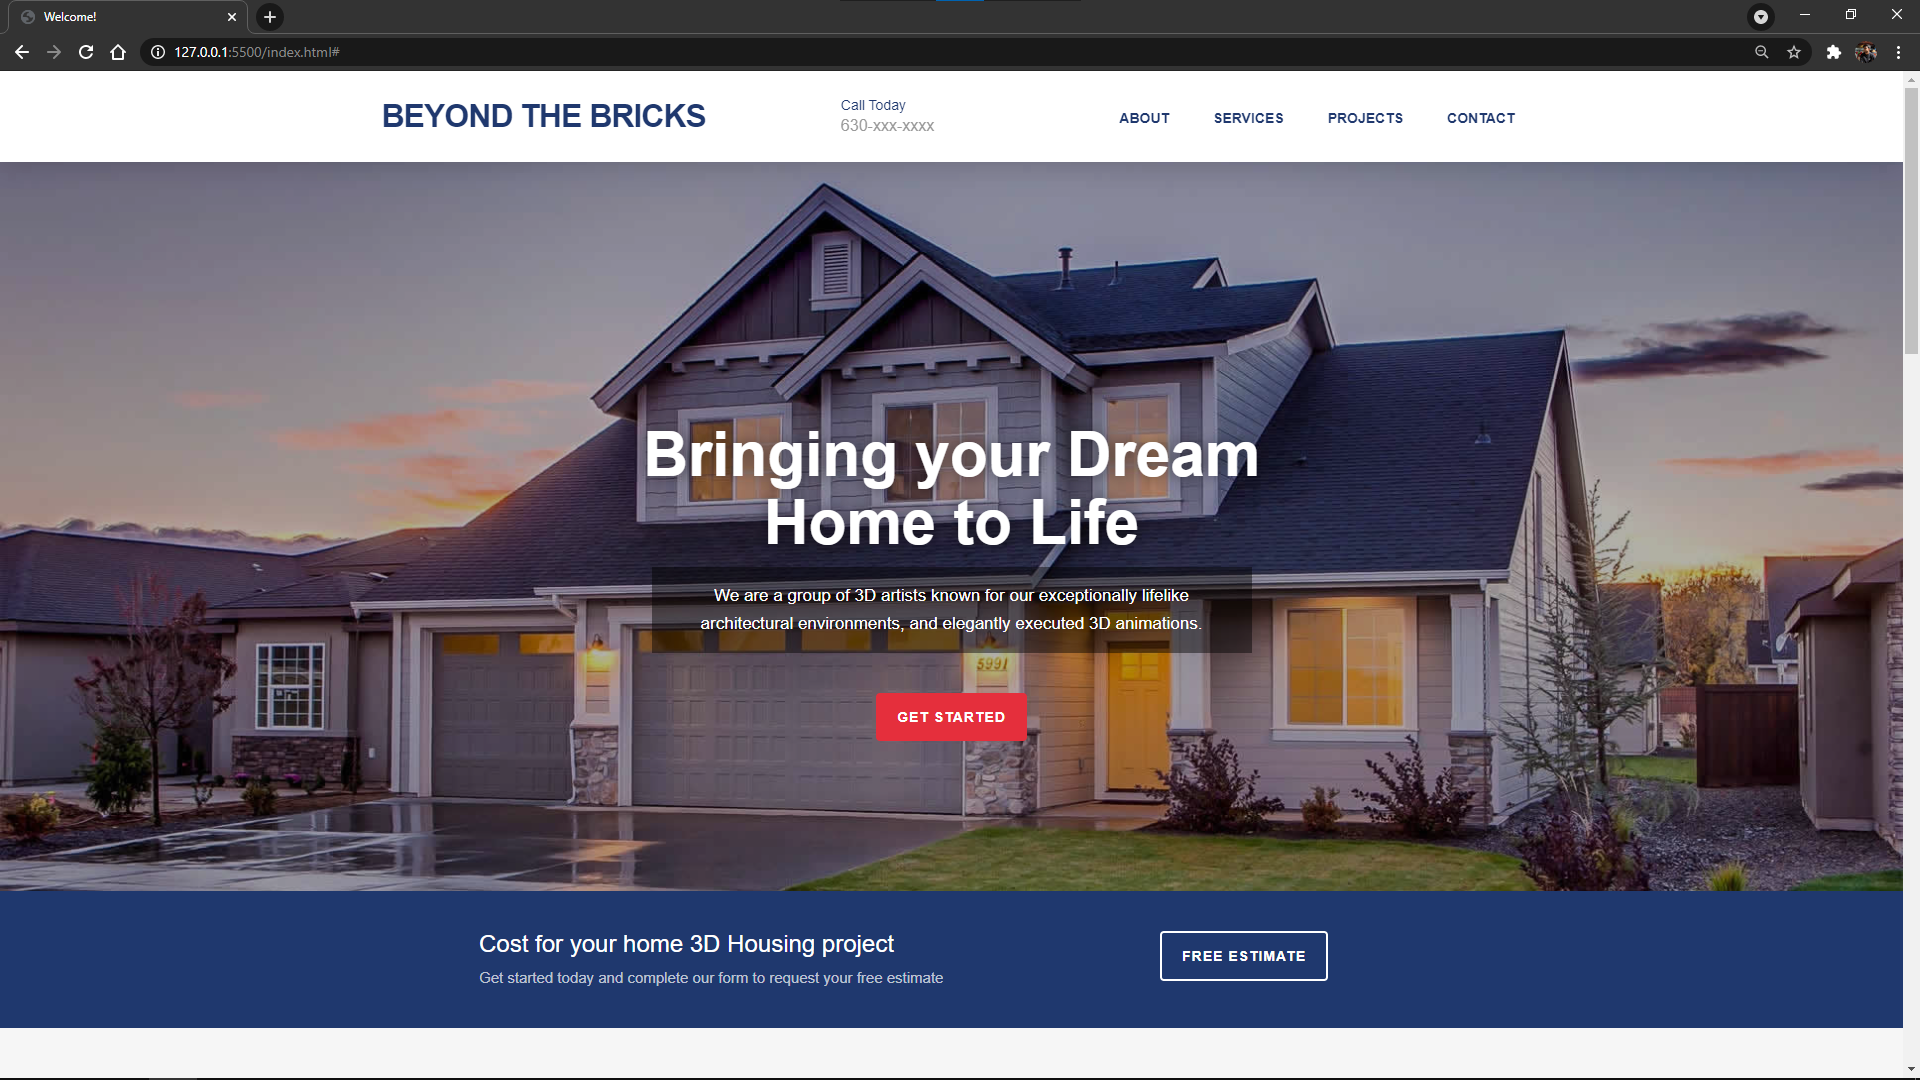 Welcome!
127.0.0.1:5500/index.html#
BEYOND THE BRICKS
Call Today
630-xxx-xxxx
ABOUT SERVICES PROJECTS CONTACT
Bringing your Dream
Home to Life
We are a group of 3D artists known for our exceptionally lifelike
architectural environments, and elegantly executed 3D animations.
5991
GET STARTED
Cost for your home 3D Housing project
Get started today and complete our form to request your free estimate
FREE ESTIMATE